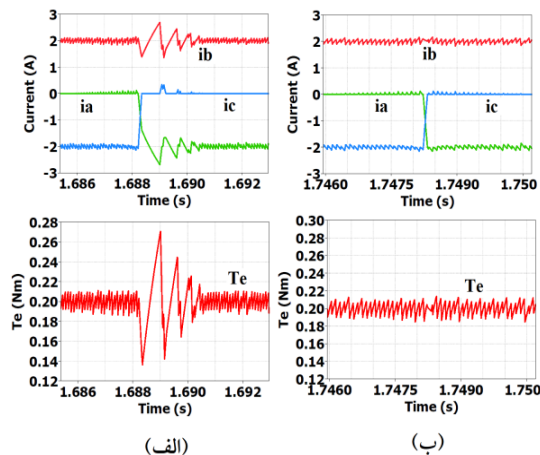 3
2
1
0
-1
-2
-3
Current (A)
ib
ia
ic
1.686 1.688 1.690 1.692
Time (s)
3
2
1
0
-1
-2
-3
Current (A)
ib
ia
ic
1.7460 1.7475 1.7490 1.750
Time (s)
0.28
0.26
0.24
0.22
0.20
0.18
0.16
0.14
0.12
Te (Nm)
Te
1.686 1.688 1.690 1.692
Time (s)
0.30
0.28
0.26
0.24
0.22
0.20
0.18
0.16
0.14
0.12
Te (Nm)
Te
1.7460 1.7475 1.7490 1.750
Time (s)
(الف)
(ب)